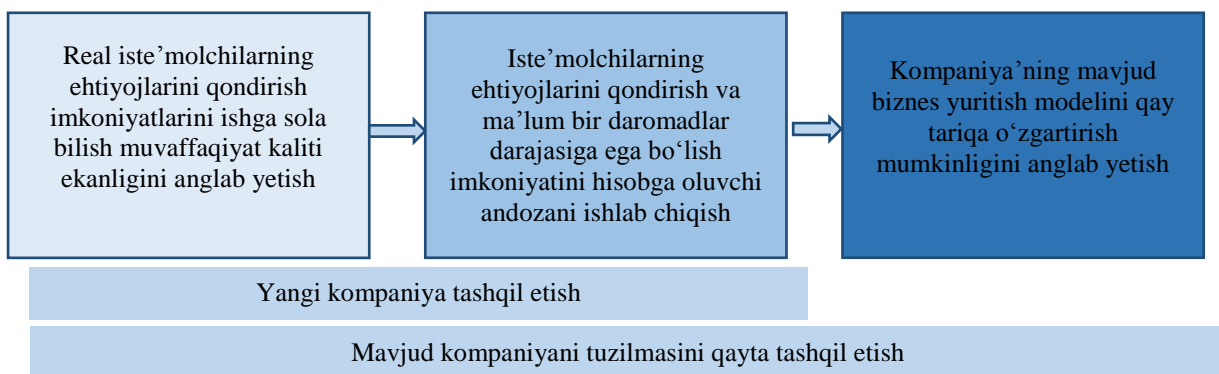 Real iste’molchilarning
ehtiyojlarini qondirish
imkoniyatlarini ishga sola
bilish muvaffaqiyat kaliti
ekanligini anglab yetish
Iste’molchilarning
ehtiyojlarini qondirish va
ma’lum bir daromadlar
darajasiga ega bo‘lish
imkoniyatini hisobga oluvchi
andozani ishlab chiqish
Kompaniya’ning mavjud
biznes yuritish modelini qay
tariqa o‘zgartirish
mumkinligini anglab yetish
Yangi kompaniya tashqil etish
Mavjud kompaniyani tuzilmasini qayta tashqil etish